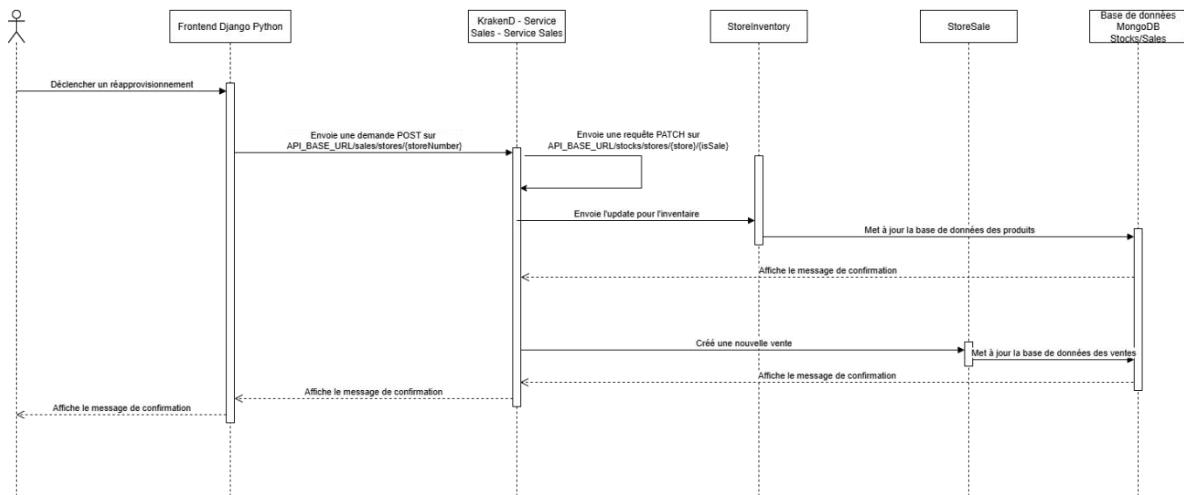 Frontend Django Python
KrakenD - Service
Sales - Service Sales
StoreInventory
StoreSale
Base de données
MongoDB
Stocks/Sales
Déclencher un réapprovisionnement
Envoie une demande POST sur
API_BASE_URL/sales/stores/{storeNumber}
Envoie une requête PATCH sur
API_BASE_URL/stocks/stores/{store}/{isSale}
Envoie l'update pour l'inventaire
Met à jour la base de données des produits
Affiche le message de confirmation
Créé une nouvelle vente
Met à jour la base de données des ventes
Affiche le message de confirmation
Affiche le message de confirmation
Affiche le message de confirmation